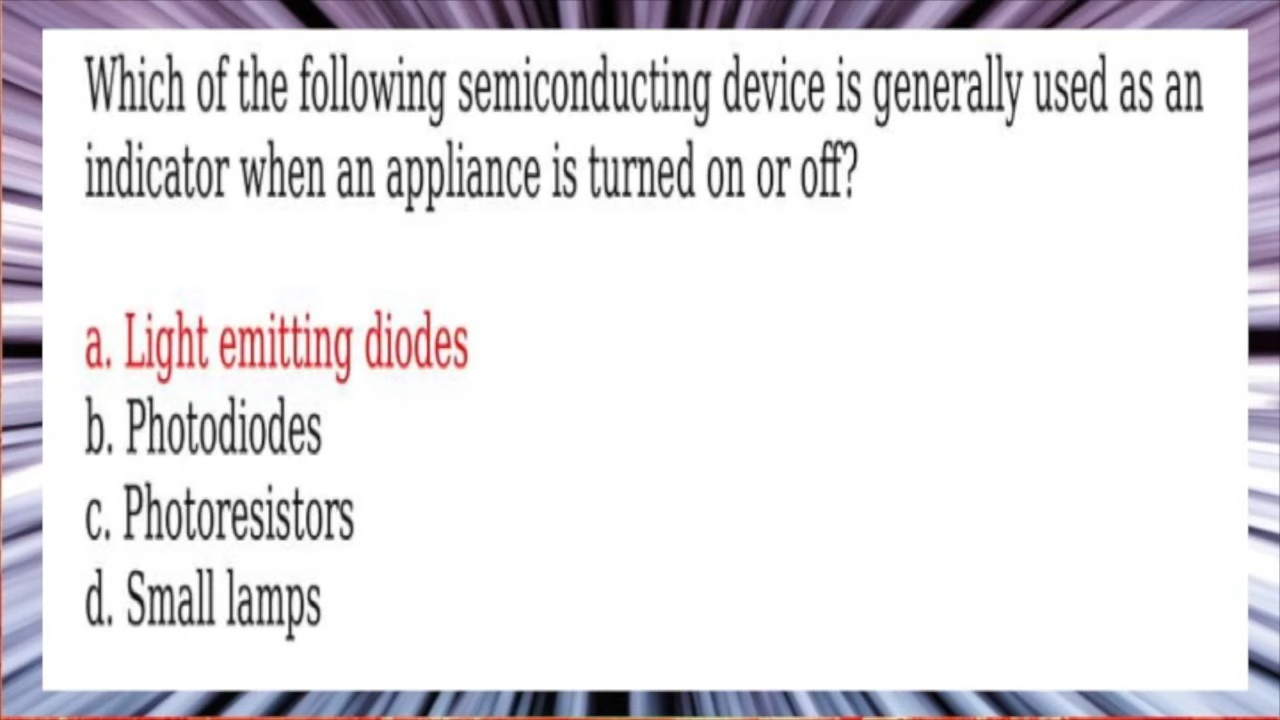 Which of the following semiconducting device is generally used as an
indicator when an appliance is turned on or off?
a. Light emitting diodes
b. Photodiodes
c. Photoresistors
d. Small lamps